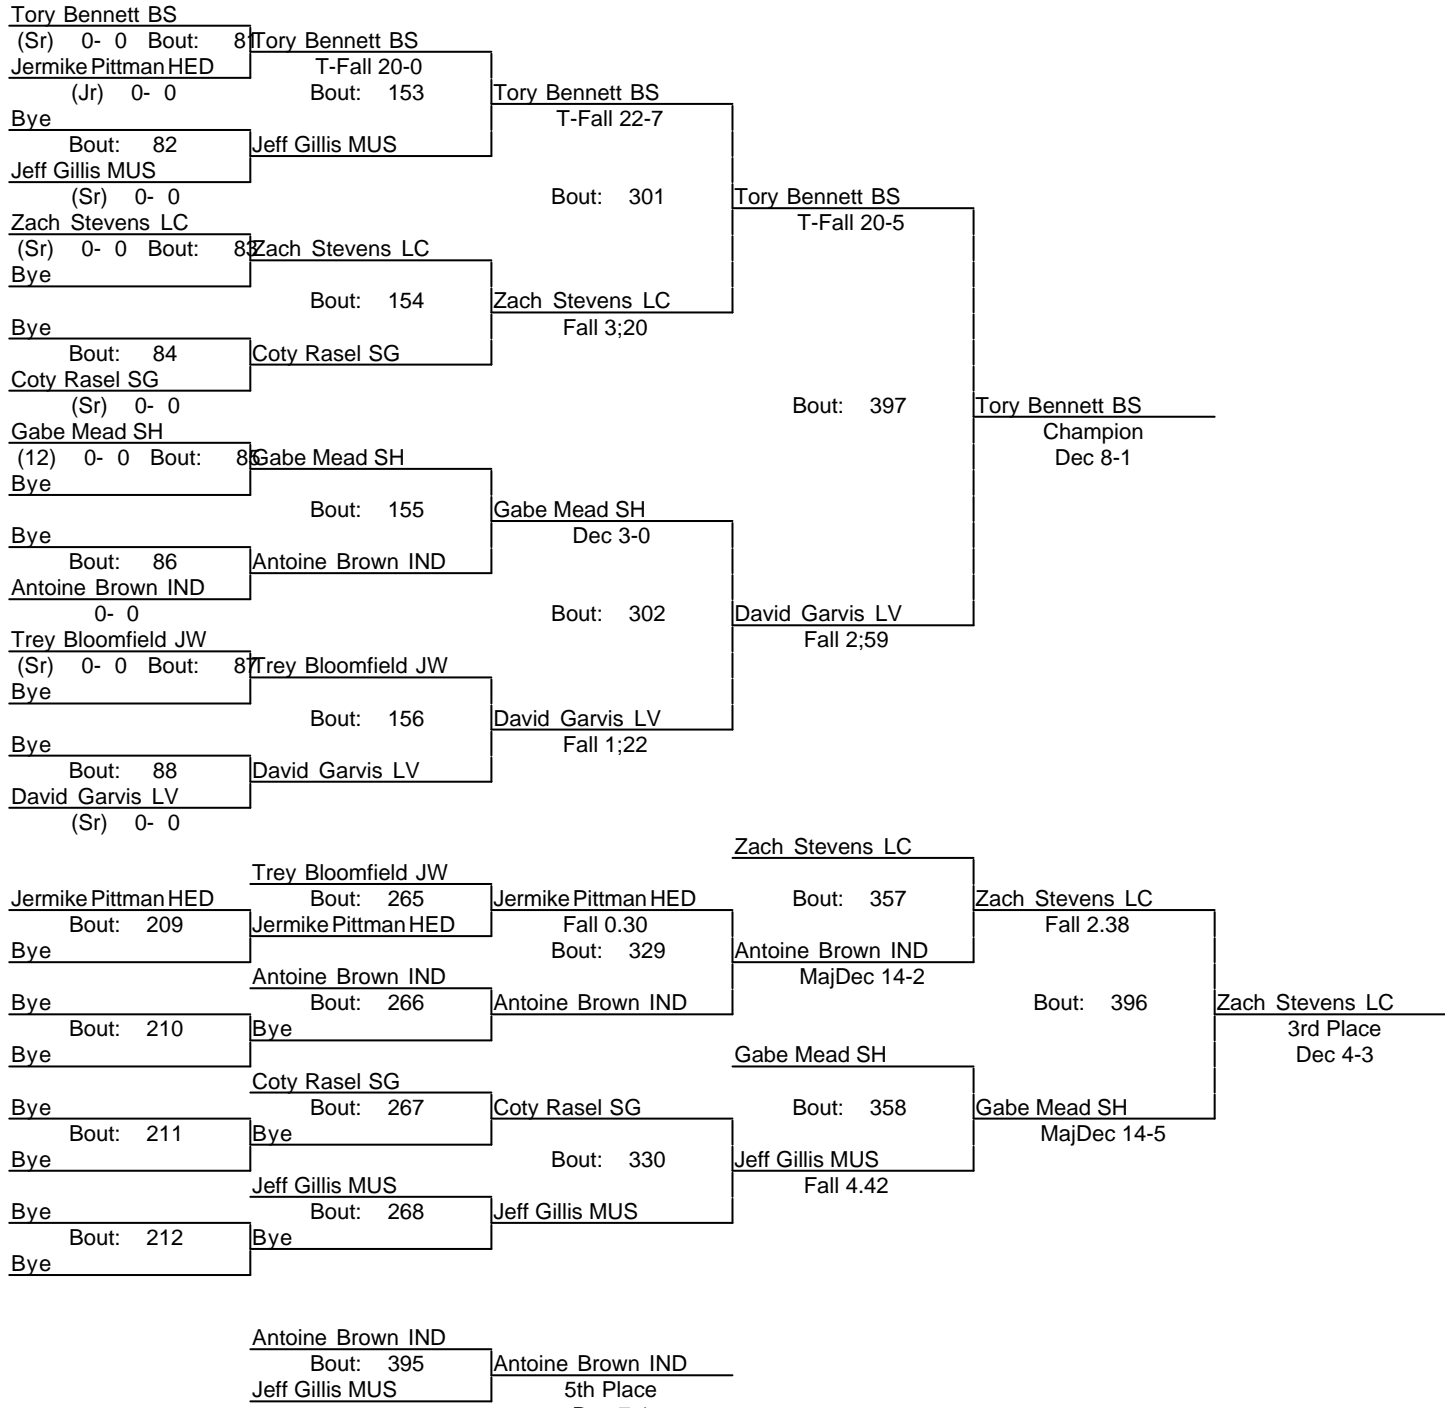 Tory Bennett BS
(Sr) 0- 0 Bout: 81 Tory Bennett BS
Jermike Pittman HED T-Fall 20-0
(Jr) 0- 0 Bout: 153 Tory Bennett BS
Bye T-Fall 22-7
Bout: 82 Jeff Gillis MUS
Jeff Gillis MUS
(Sr) 0- 0 Bout: 301 Tory Bennett BS
Zach Stevens LC T-Fall 20-5
(Sr) 0- 0 Bout: 83 Zach Stevens LC
Bye
Bout: 154 Zach Stevens LC
Bye Fall 3;20
Bout: 84 Coty Rasel SG
Coty Rasel SG
(Sr) 0- 0 Bout: 397 Tory Bennett BS
Gabe Mead SH Champion
(12) 0- 0 Bout: 85 Gabe Mead SH Dec 8-1
Bye
Bout: 155 Gabe Mead SH
Bye Dec 3-0
Bout: 86 Antoine Brown IND
Antoine Brown IND
0- 0 Bout: 302 David Garvis LV
Trey Bloomfield JW Fall 2;59
(Sr) 0- 0 Bout: 87 Trey Bloomfield JW
Bye
Bout: 156 David Garvis LV
Bye Fall 1;22
Bout: 88 David Garvis LV
David Garvis LV
(Sr) 0- 0
Zach Stevens LC
Trey Bloomfield JW
Jermike Pittman HED Bout: 265 Jermike Pittman HED Bout: 357 Zach Stevens LC
Bout: 209 Jermike Pittman HED Fall 0.30 Fall 2.38
Bye Bout: 329 Antoine Brown IND
Antoine Brown IND MajDec 14-2
Bye Bout: 266 Antoine Brown IND Bout: 396 Zach Stevens LC
Bout: 210 Bye 3rd Place
Bye Gabe Mead SH Dec 4-3
Coty Rasel SG
Bye Bout: 267 Coty Rasel SG Bout: 358 Gabe Mead SH
Bout: 211 Bye MajDec 14-5
Bye Bout: 330 Jeff Gillis MUS
Jeff Gillis MUS Fall 4.42
Bye Bout: 268 Jeff Gillis MUS
Bout: 212 Bye
Bye
Antoine Brown IND
Bout: 395 Antoine Brown IND
Jeff Gillis MUS 5th Place